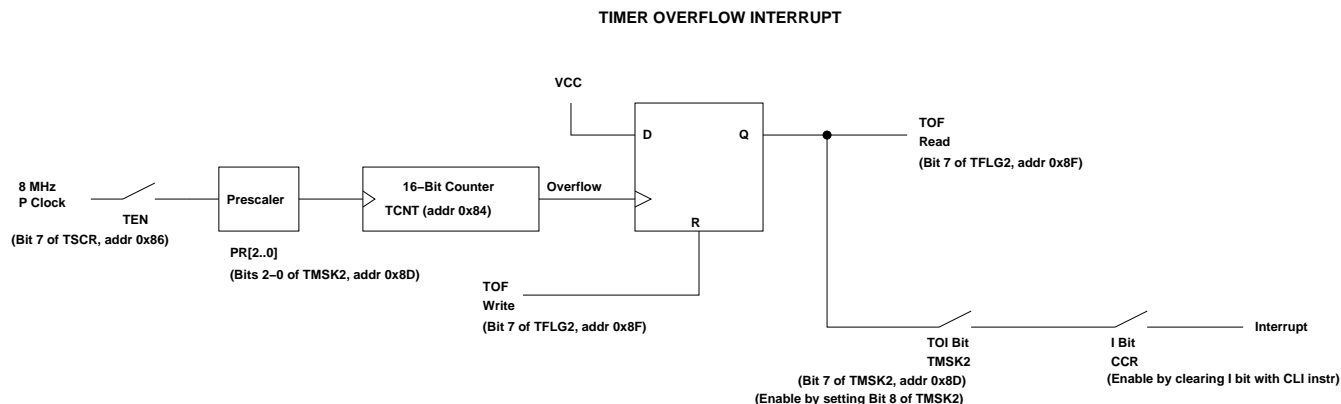 TIMER OVERFLOW INTERRUPT
VCC
D
Q
R
TOF
Read
(Bit 7 of TFLG2, addr 0x8F)
8 MHz
P Clock
TEN
(Bit 7 of TSCR, addr 0x86)
Prescaler
PR[2..0]
(Bits 2–0 of TMSK2, addr 0x8D)
16–Bit Counter
TCNT (addr 0x84)
Overflow
TOF
Write
(Bit 7 of TFLG2, addr 0x8F)
TOI Bit
TMSK2
(Bit 7 of TMSK2, addr 0x8D)
(Enable by setting Bit 8 of TMSK2)
I Bit
CCR
(Enable by clearing I bit with CLI instr)
Interrupt